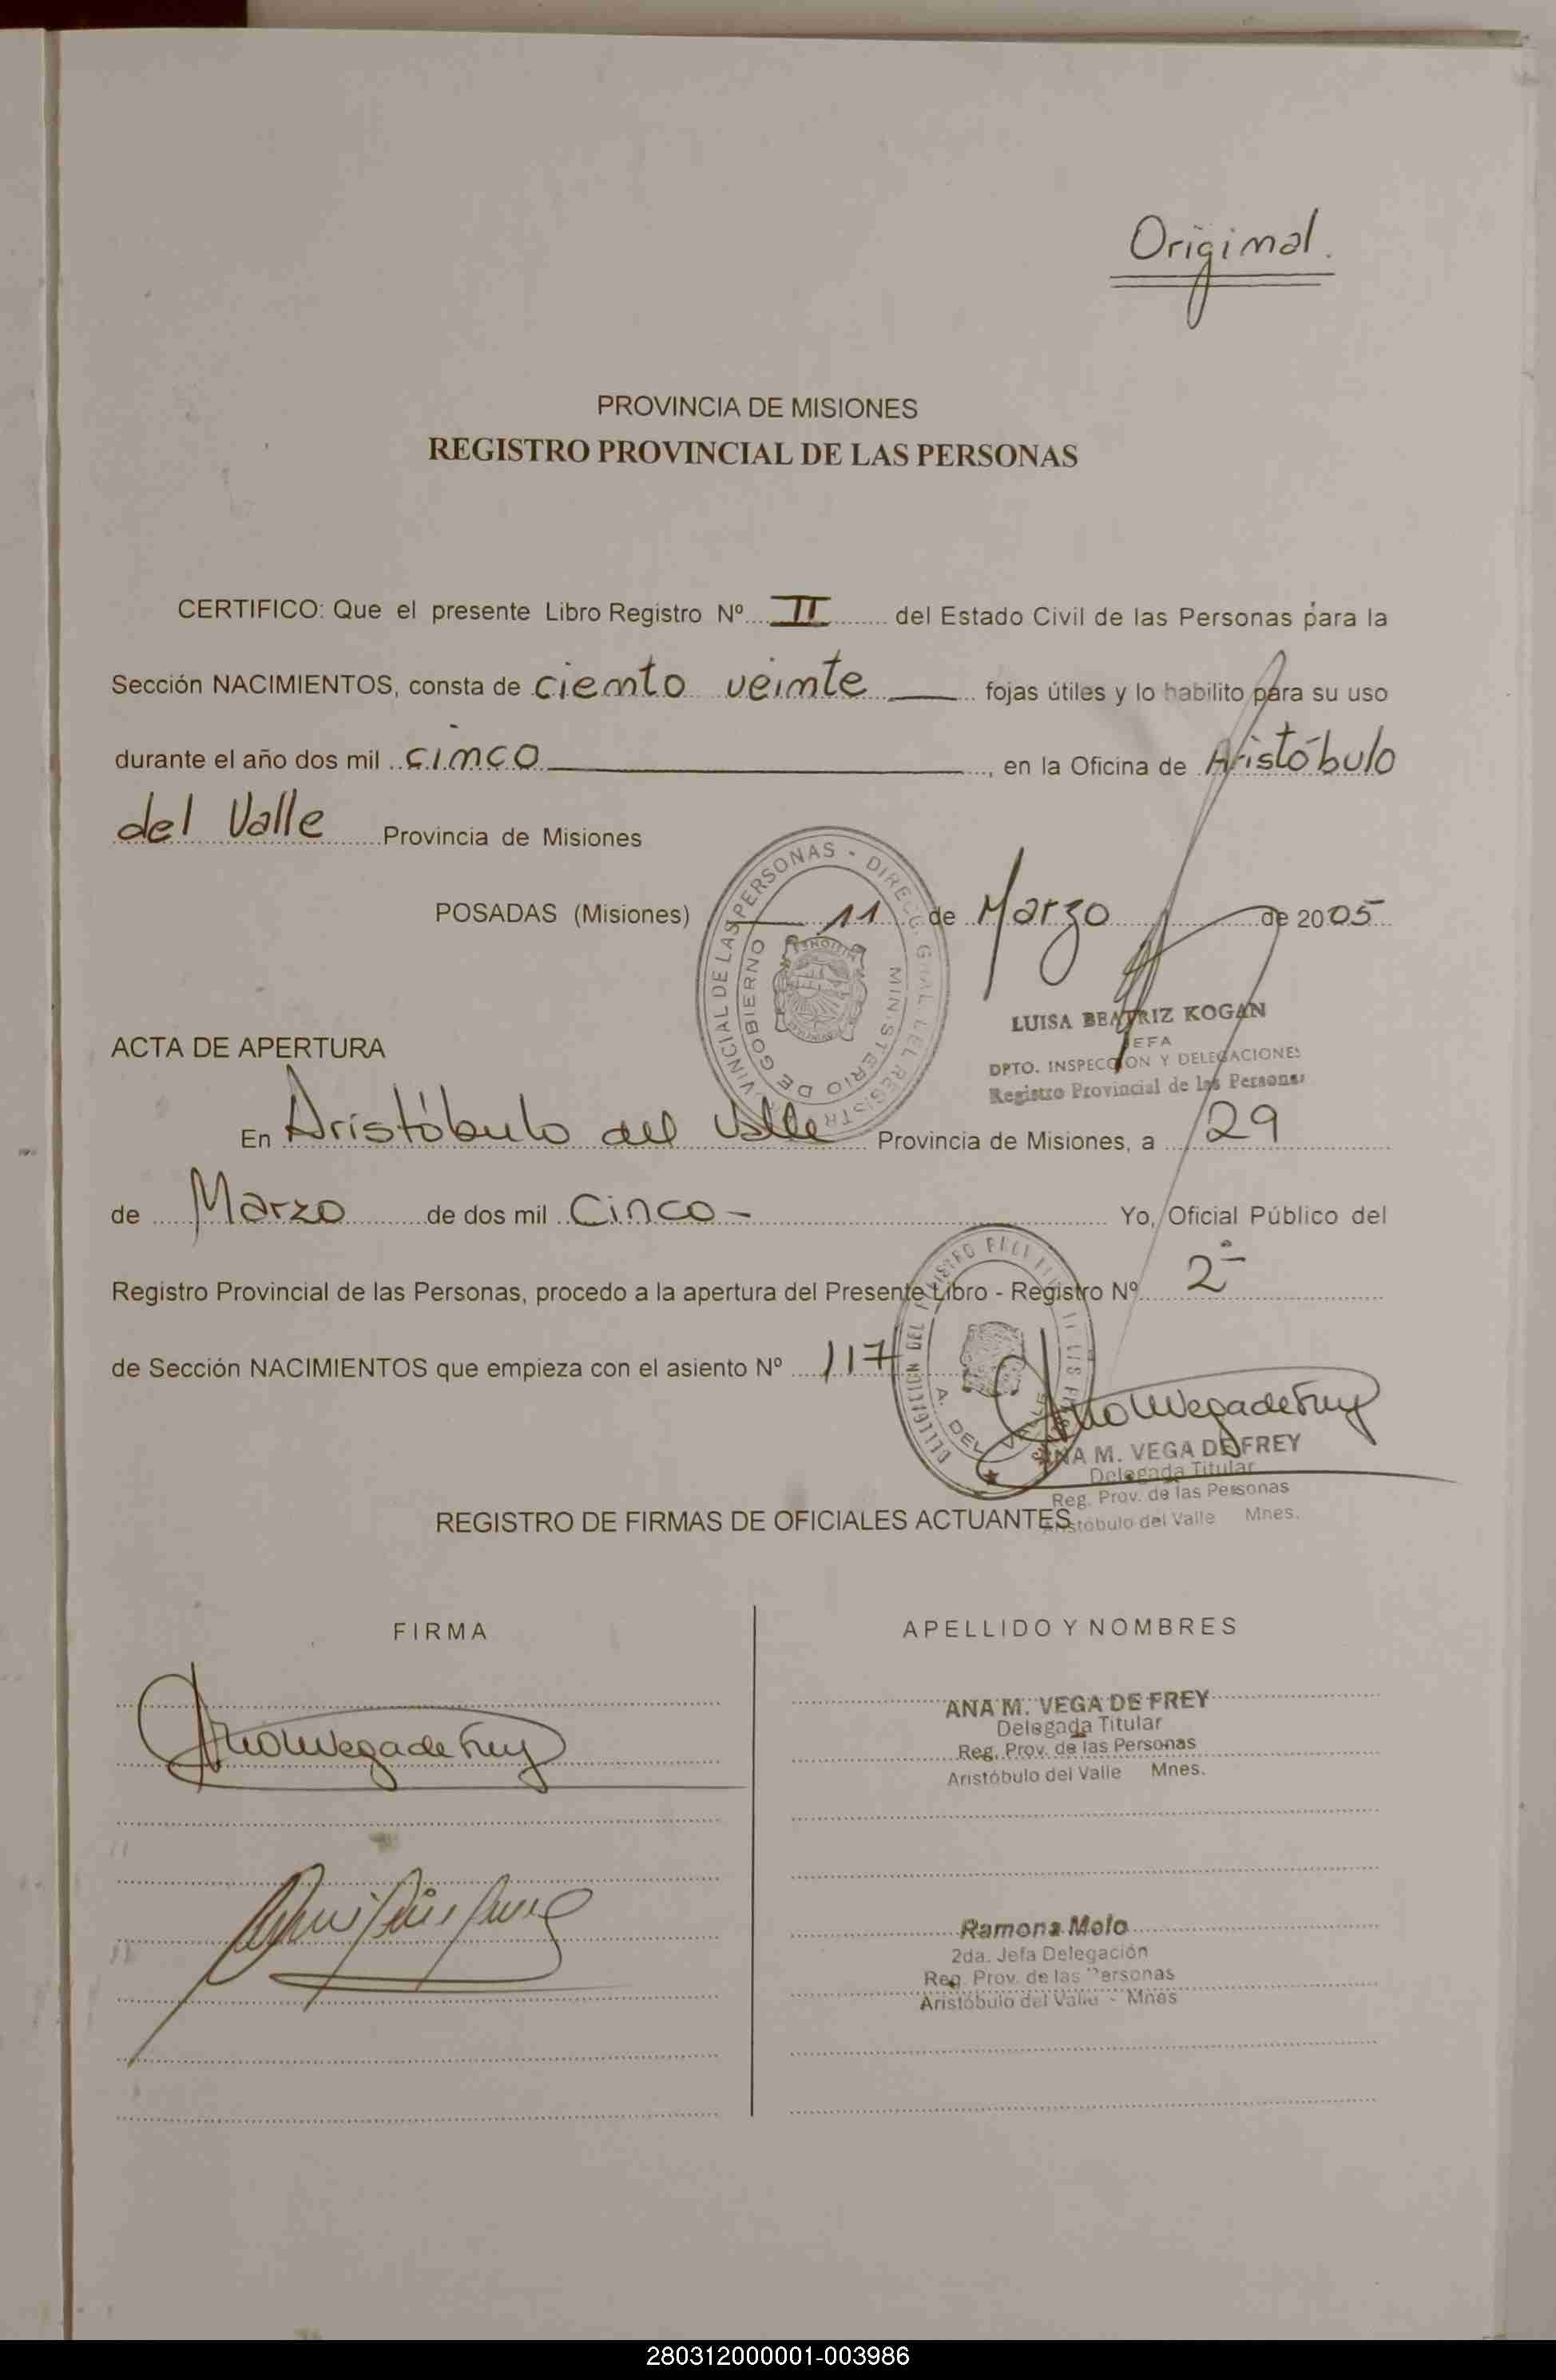 Original.
PROVINCIA DE MISIONES
REGISTRO PROVINCIAL DE LAS PERSONAS
CERTIFICO: Que el presente Libro Registro Nº II del Estado Civil de las Personas para la
Sección NACIMIENTOS, consta de ciento veinte fojas útiles y lo habilito para su uso
durante el año dos mil cinco, en la Oficina de Aristóbulo
del Valle Provincia de Misiones
POSADAS (Misiones) 11 de Marzo de 2005
LUISA BEATRIZ KOGAN
JEFA
DPTO. INSPECCION Y DELEGACIONES
Registro Provincial de las Personas
ACTA DE APERTURA
En Aristóbulo del Valle Provincia de Misiones, a 29
de Marzo de dos mil Cinco - Yo, Oficial Público del
Registro Provincial de las Personas, procedo a la apertura del Presente Libro - Registro Nº 2º
de Sección NACIMIENTOS que empieza con el asiento Nº 117
ANA M. VEGA DE FREY
Delegada Titular
Reg. Prov. de las Personas
Aristóbulo del Valle Mnes.
REGISTRO DE FIRMAS DE OFICIALES ACTUANTES
FIRMA APELLIDO Y NOMBRES
ANA M. VEGA DE FREY
Delegada Titular
Reg. Prov. de las Personas
Aristóbulo del Valle Mnes.
Ramona Melo
2da. Jefa Delegación
Reg. Prov. de las Personas
Aristóbulo del Valle - Mnes
280312000001-003986